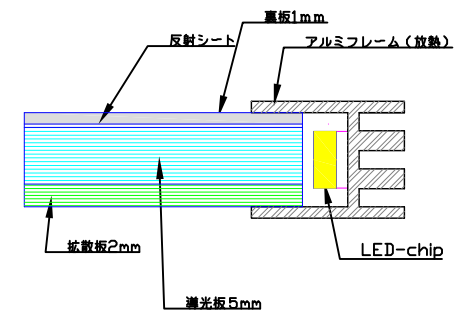 裏板1mm
反射シート
アルミフレーム（放熱）
拡散板2mm
LED-chip
導光板5mm